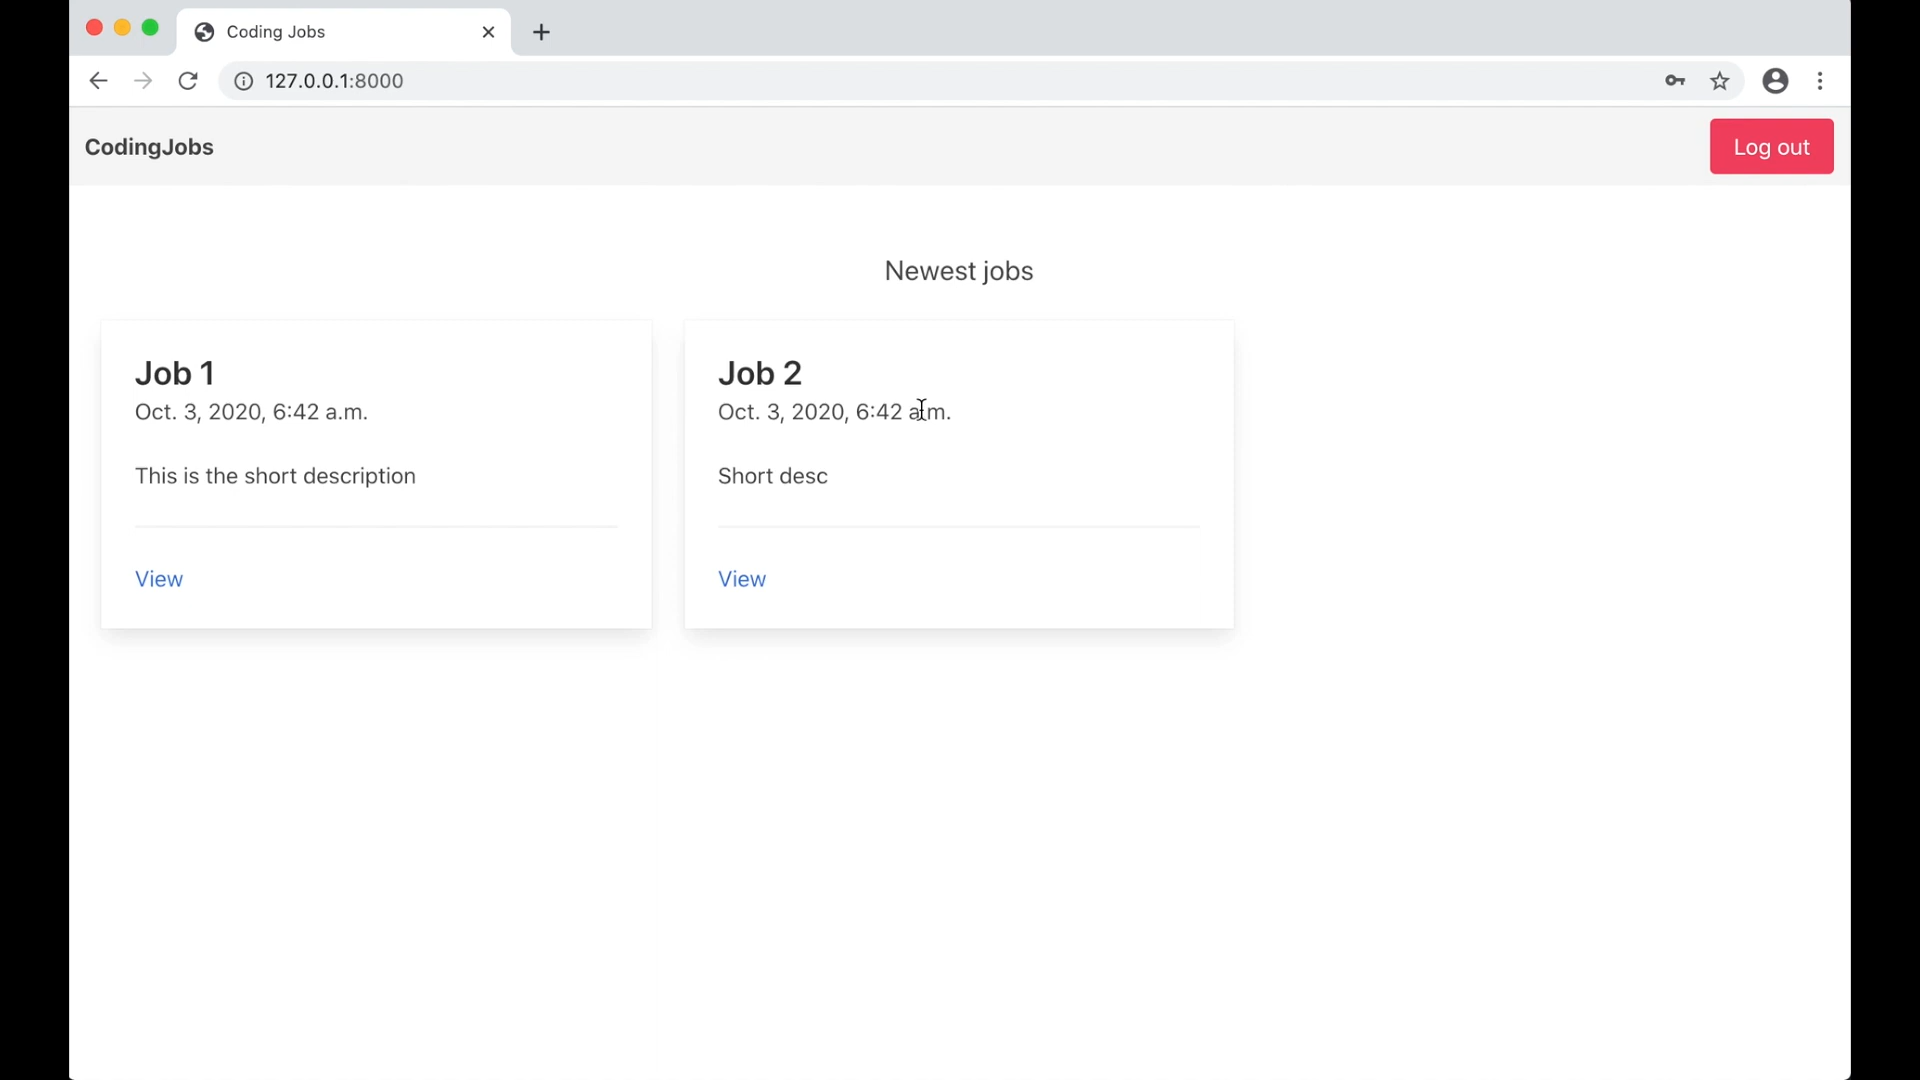 Coding Jobs
127.0.0.1:8000
CodingJobs
Log out
Newest jobs
Job 1
Oct. 3, 2020, 6:42 a.m.
This is the short description
View
Job 2
Oct. 3, 2020, 6:42 a.m.
Short desc
View